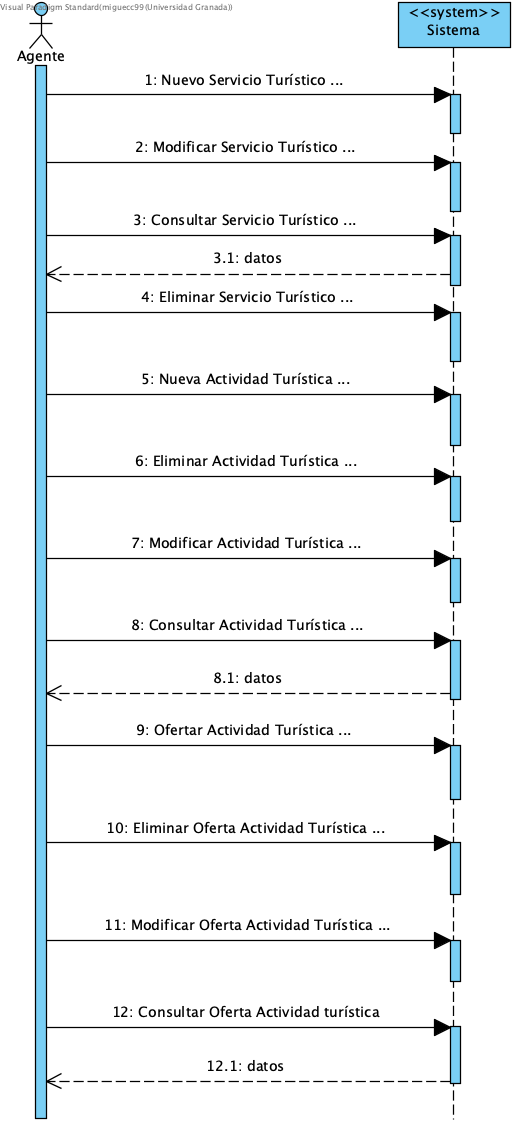 Visual Paradigm Standard(miguecc99(Universidad Granada))
<<system>>
Sistema
Agente
1: Nuevo Servicio Turístico ...
2: Modificar Servicio Turístico ...
3: Consultar Servicio Turístico ...
3.1: datos
4: Eliminar Servicio Turístico ...
5: Nueva Actividad Turística ...
6: Eliminar Actividad Turística ...
7: Modificar Actividad Turística ...
8: Consultar Actividad Turística ...
8.1: datos
9: Ofertar Actividad Turística ...
10: Eliminar Oferta Actividad Turística ...
11: Modificar Oferta Actividad Turística ...
12: Consultar Oferta Actividad turística
12.1: datos